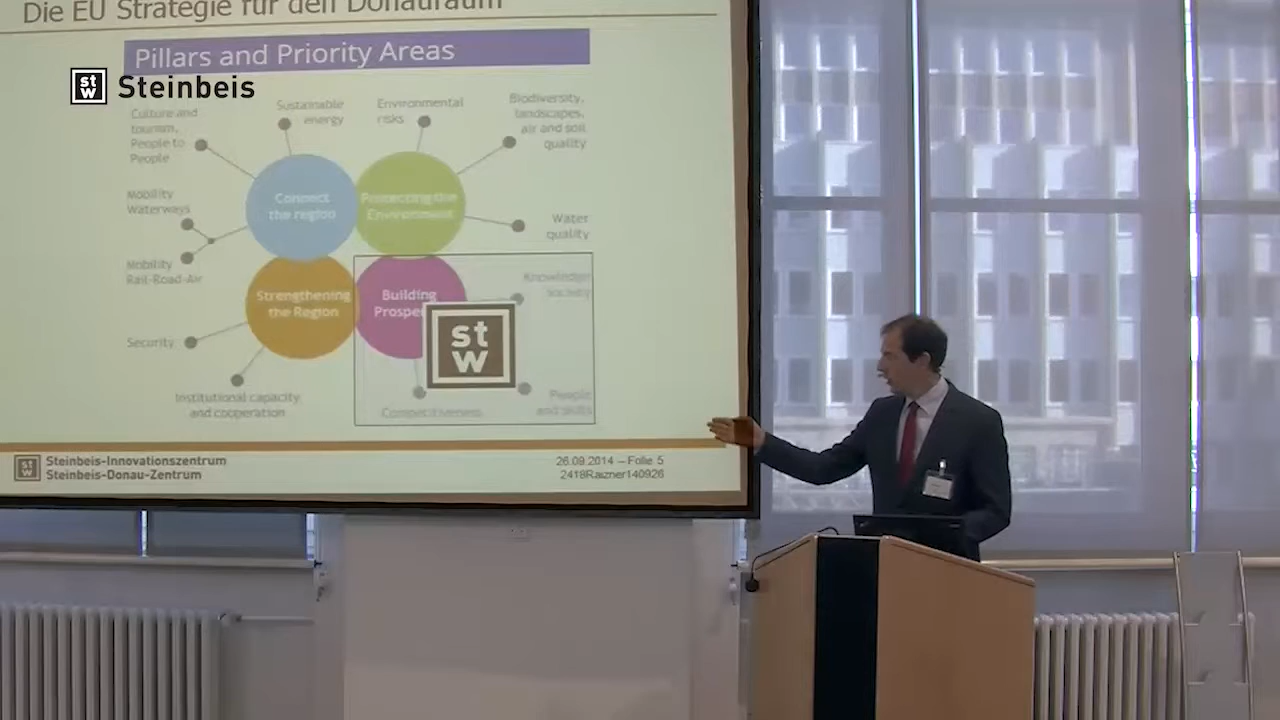 Die EU Strategie für den Donauraum
Pillars and Priority Areas
st
w
Steinbeis
Culture and
tourism,
People to
People
Sustainable
energy
Environmental
risks
Biodiversity,
landscapes,
air and soil
quality
Mobility
Waterways
Connect
the region
Protecting the
Environment
Water
quality
Mobility
Rail-Road-Air
Strengthening
the Region
Building
Knowledge
Society
st
w
Security
Institutional capacity
and cooperation
Competitiveness
People
and skills
st
w
Steinbeis-Innovationszentrum
Steinbeis-Donau-Zentrum
26.09.2014 – Folie 5
2418Raizner140926